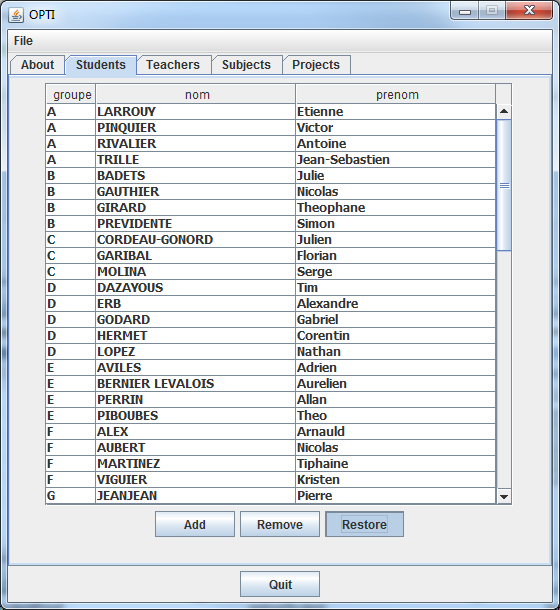 OPTI
File
About Students Teachers Subjects Projects
groupe nom prenom
A LARROUY Etienne
A PINQUIER Victor
A RIVALIER Antoine
A TRILLE Jean-Sebastien
B BADETS Julie
B GAUTHIER Nicolas
B GIRARD Theophane
B PREVIDENTE Simon
C CORDEAU-GONORD Julien
C GARIBAL Florian
C MOLINA Serge
D DAZAYOUS Tim
D ERB Alexandre
D GODARD Gabriel
D HERMET Corentin
D LOPEZ Nathan
E AVILES Adrien
E BERNIER LEVALOIS Aurelien
E PERRIN Allan
E PIBOUBES Theo
F ALEX Arnauld
F AUBERT Nicolas
F MARTINEZ Tiphaine
F VIGUIER Kristen
G JEANJEAN Pierre
Add Remove Restore
Quit